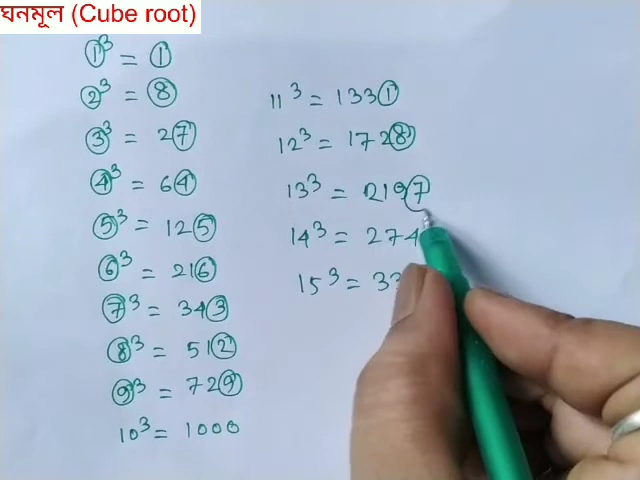 ঘনমূল (Cube root)
1³ = 1
2³ = 8
3³ = 27
4³ = 64
5³ = 125
6³ = 216
7³ = 343
8³ = 512
9³ = 729
10³ = 1000
11³ = 1331
12³ = 1728
13³ = 2197
14³ = 274
15³ = 33